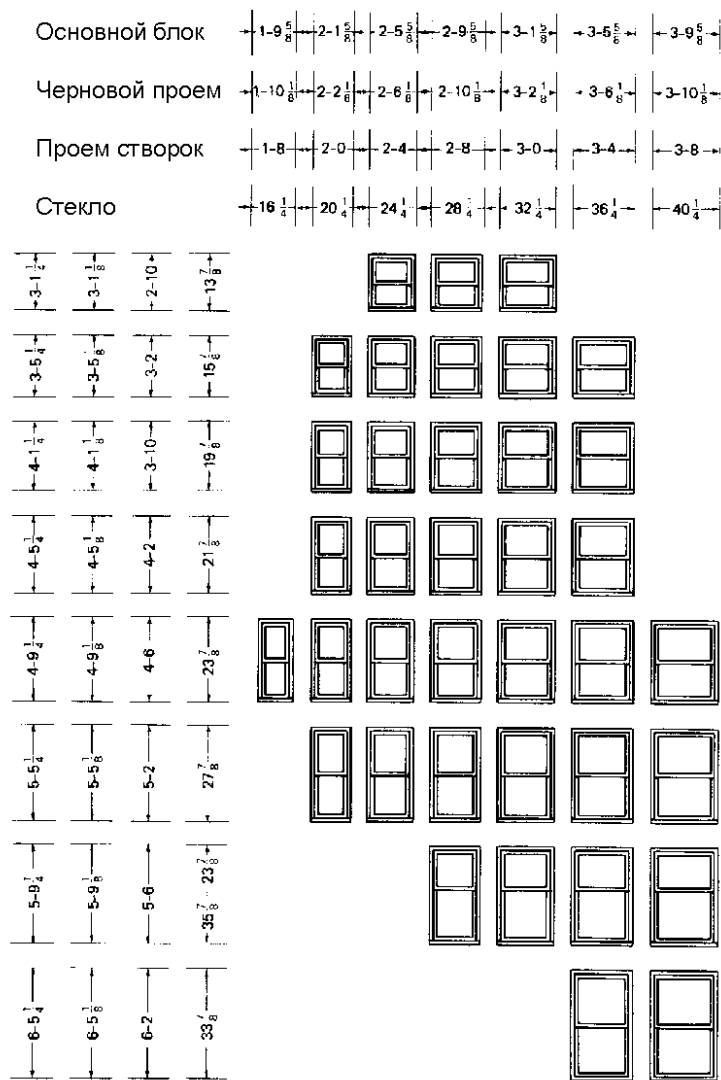 Основной блок 1-9 5/8 2-1 5/8 2-5 5/8 2-9 5/8 3-1 5/8 3-5 5/8 3-9 5/8
Черновой проем 1-10 1/8 2-2 1/8 2-6 1/8 2-10 1/8 3-2 1/8 3-6 1/8 3-10 1/8
Проем створок 1-8 2-0 2-4 2-8 3-0 3-4 3-8
Стекло 16 1/4 20 1/4 24 1/4 28 1/4 32 1/4 36 1/4 40 1/4
3-1 1/4 3-1 1/8 2-10 13 7/8
3-5 1/4 3-5 1/8 3-2 15 7/8
4-1 1/4 4-1 1/8 3-10 19 7/8
4-5 1/4 4-5 1/8 4-2 21 7/8
4-9 1/4 4-9 1/8 4-6 23 7/8
5-5 1/4 5-5 1/8 5-2 27 7/8
5-9 1/4 5-9 1/8 5-6 35 7/8 23 7/8
6-5 1/4 6-5 1/8 6-2 33 7/8